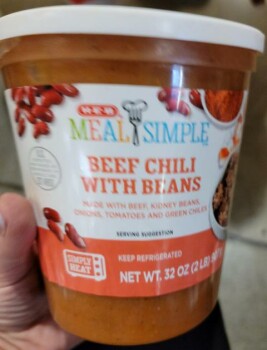 H-E-B
MEAL SIMPLE
BEEF CHILI
WITH BEANS
MADE WITH BEEF, KIDNEY BEANS,
ONIONS, TOMATOES AND GREEN CHILES
SERVING SUGGESTION
SIMPLY
HEAT
KEEP REFRIGERATED
NET WT. 32 OZ (2 LB)